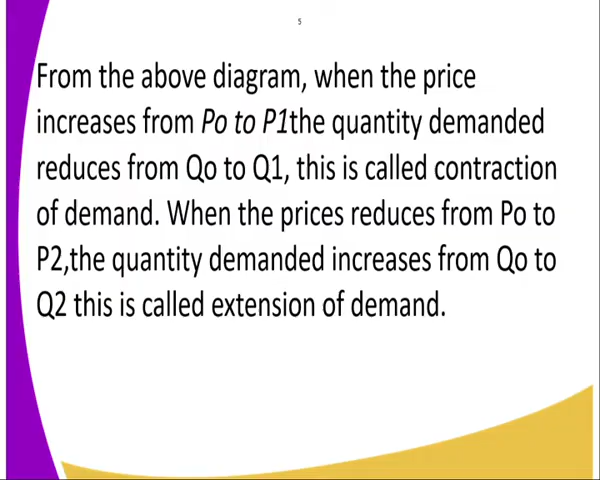 5
From the above diagram, when the price
increases from Po to P1the quantity demanded
reduces from Qo to Q1, this is called contraction
of demand. When the prices reduces from Po to
P2,the quantity demanded increases from Qo to
Q2 this is called extension of demand.